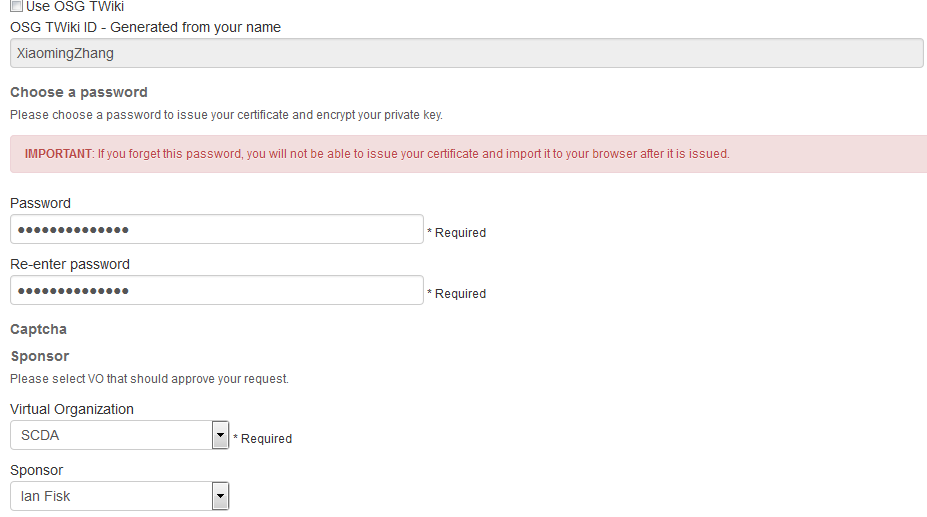 Use OSG TWiki
OSG TWiki ID - Generated from your name
XiaomingZhang
Choose a password
Please choose a password to issue your certificate and encrypt your private key.
IMPORTANT: If you forget this password, you will not be able to issue your certificate and import it to your browser after it is issued.
Password
●●●●●●●●●●●●●● * Required
Re-enter password
●●●●●●●●●●●●●● * Required
Captcha
Sponsor
Please select VO that should approve your request.
Virtual Organization
SCDA * Required
Sponsor
Ian Fisk